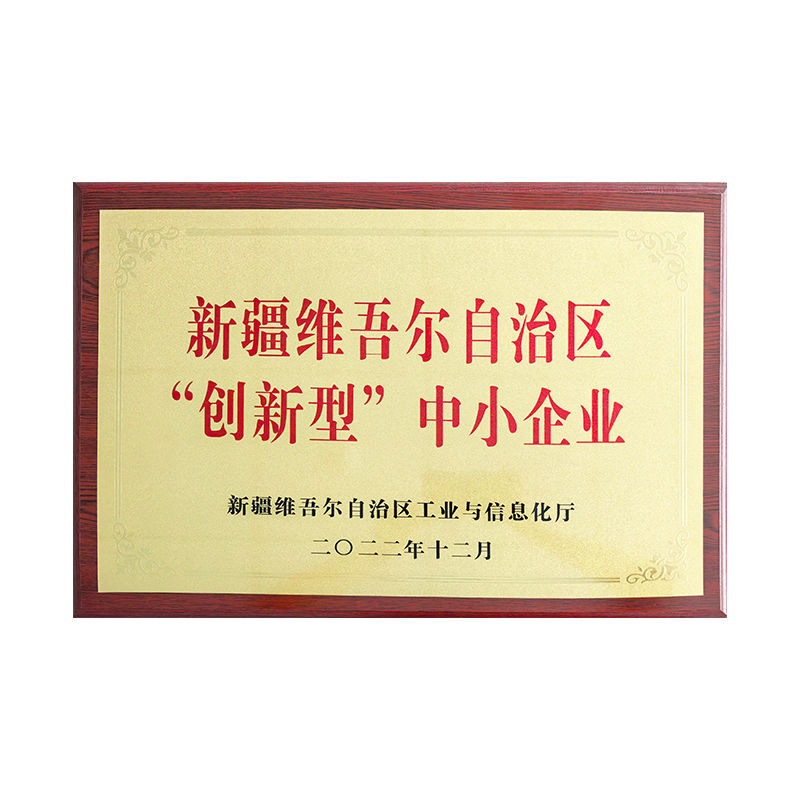 新疆维吾尔自治区
“创新型”中小企业
新疆维吾尔自治区工业与信息化厅
二〇二二年十二月